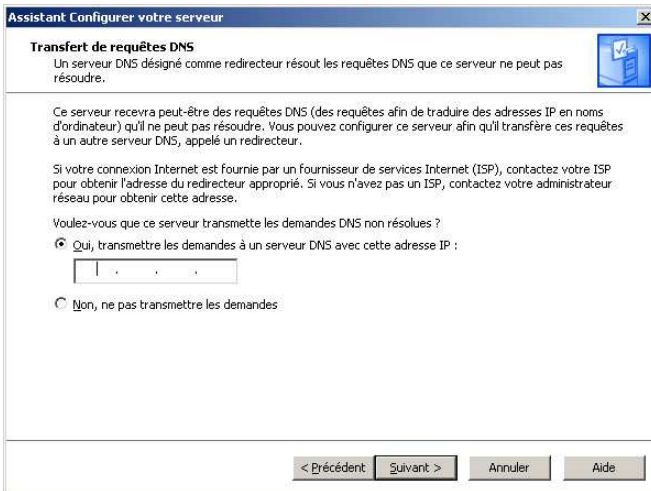 Assistant Configurer votre serveur
Transfert de requêtes DNS
Un serveur DNS désigné comme redirecteur résout les requêtes DNS que ce serveur ne peut pas
résoudre.
Ce serveur recevra peut-être des requêtes DNS (des requêtes afin de traduire des adresses IP en noms
d'ordinateur) qu'il ne peut pas résoudre. Vous pouvez configurer ce serveur afin qu'il transfère ces requêtes
à un autre serveur DNS, appelé un redirecteur.
Si votre connexion Internet est fournie par un fournisseur de services Internet (ISP), contactez votre ISP
pour obtenir l'adresse du redirecteur approprié. Si vous n'avez pas un ISP, contactez votre administrateur
réseau pour obtenir cette adresse.
Voulez-vous que ce serveur transmette les demandes DNS non résolues ?
Oui, transmettre les demandes à un serveur DNS avec cette adresse IP :
. . .
Non, ne pas transmettre les demandes
< Précédent Suivant > Annuler Aide